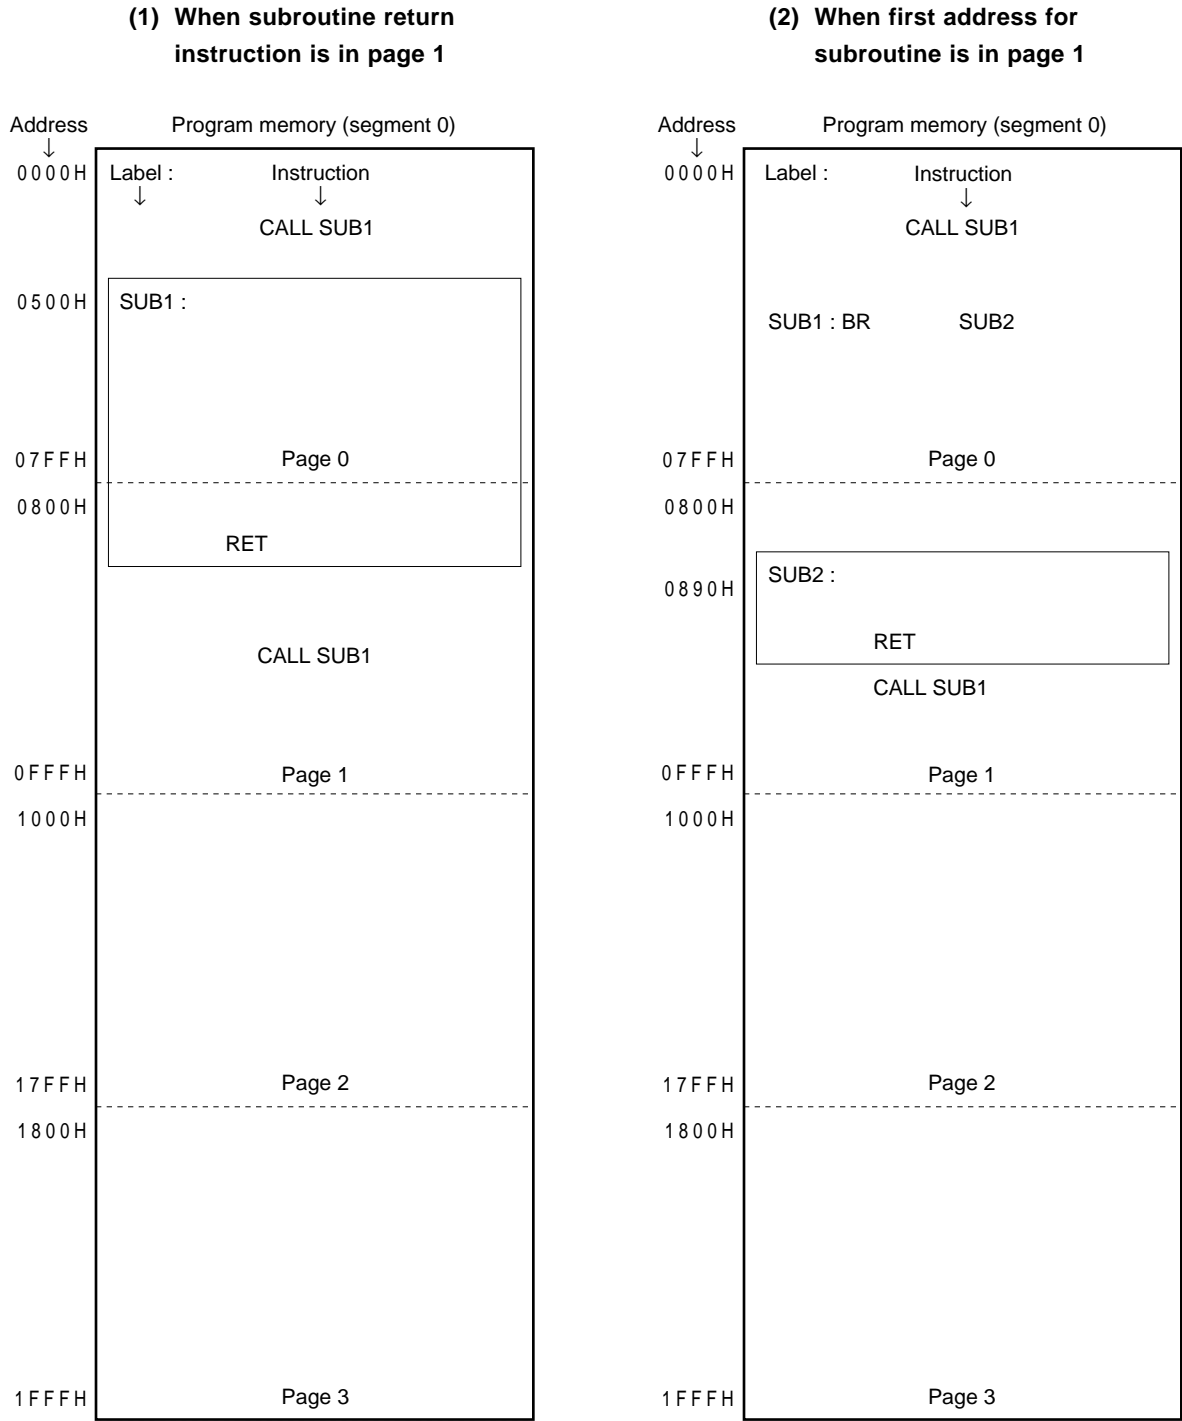 (1) When subroutine return
instruction is in page 1
Address Program memory (segment 0)
↓
0000H Label : Instruction
↓ ↓
CALL SUB1
0500H SUB1 :
07FFH Page 0
0800H
RET
CALL SUB1
0FFFH Page 1
1000H
17FFH Page 2
1800H
1FFFH Page 3
(2) When first address for
subroutine is in page 1
Address Program memory (segment 0)
↓
0000H Label : Instruction
↓
CALL SUB1
SUB1 : BR SUB2
07FFH Page 0
0800H
0890H SUB2 :
RET
CALL SUB1
0FFFH Page 1
1000H
17FFH Page 2
1800H
1FFFH Page 3